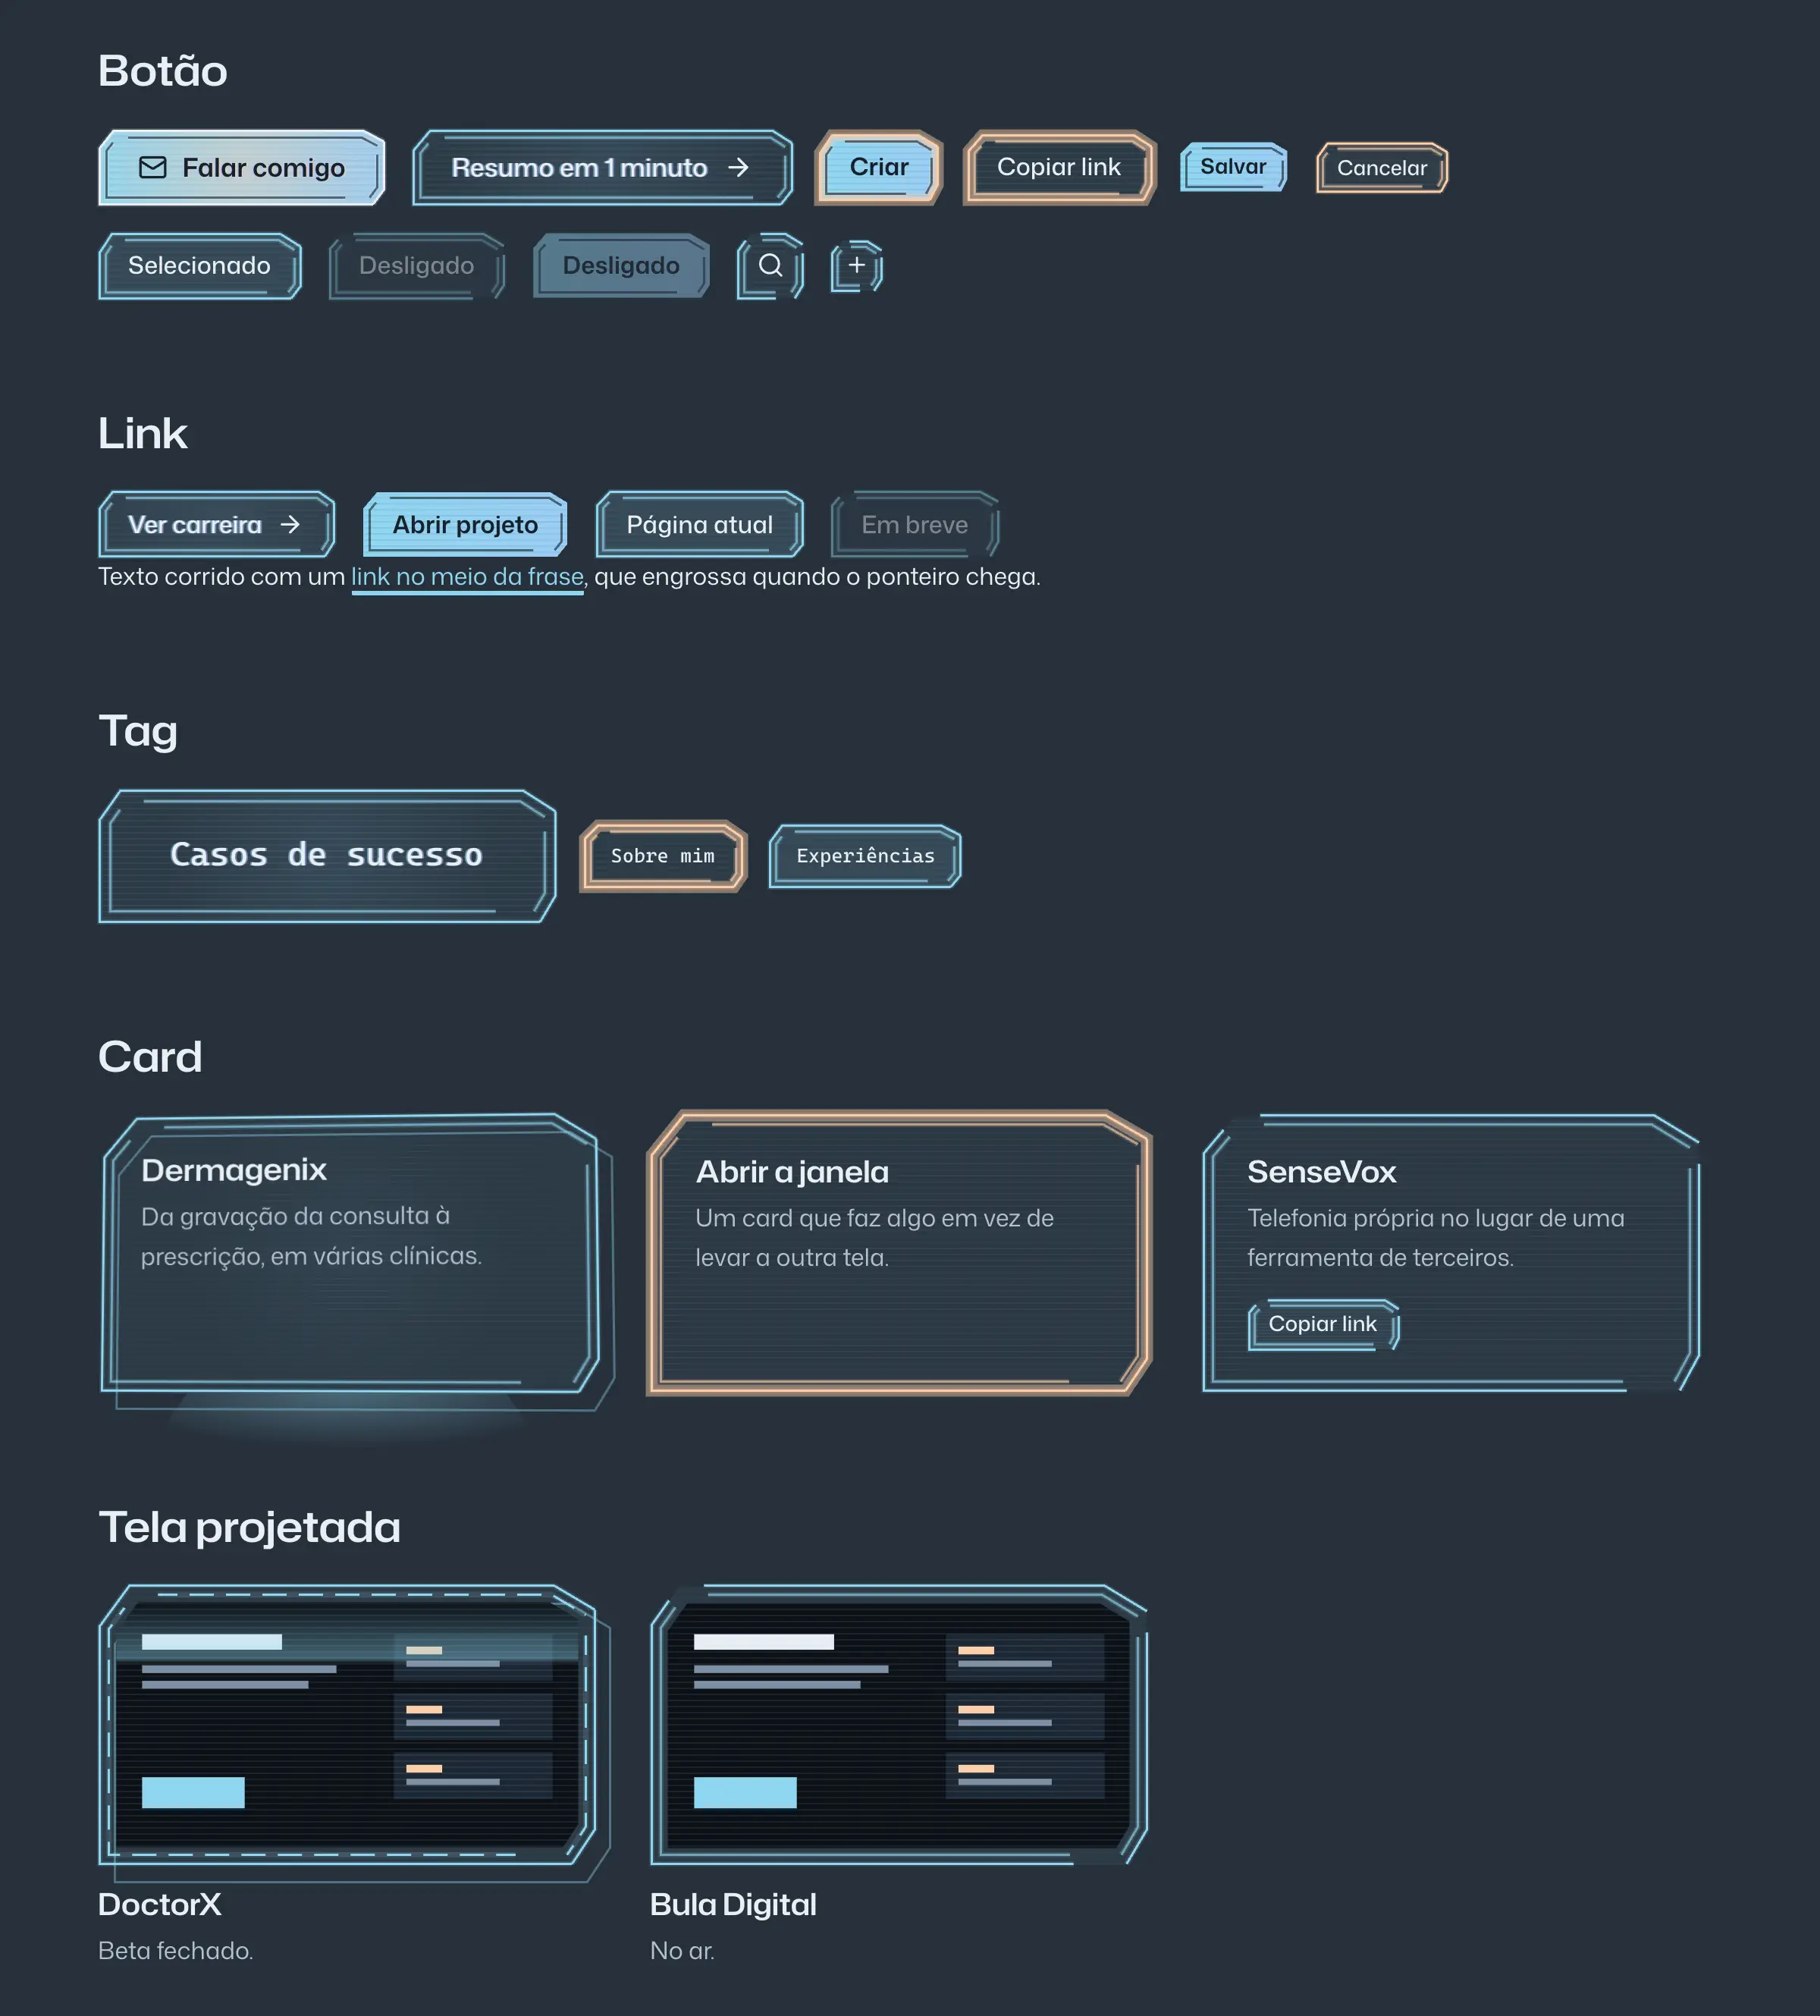 Botão
Falar comigo
Resumo em 1 minuto
Criar
Copiar link
Salvar
Cancelar
Selecionado
Desligado
Desligado
Link
Ver carreira
Abrir projeto
Página atual
Em breve
Texto corrido com um link no meio da frase, que engrossa quando o ponteiro chega.
Tag
Casos de sucesso
Sobre mim
Experiências
Card
Dermagenix
Da gravação da consulta à
prescrição, em várias clínicas.
Abrir a janela
Um card que faz algo em vez de
levar a outra tela.
SenseVox
Telefonia própria no lugar de uma
ferramenta de terceiros.
Copiar link
Tela projetada
DoctorX
Beta fechado.
Bula Digital
No ar.